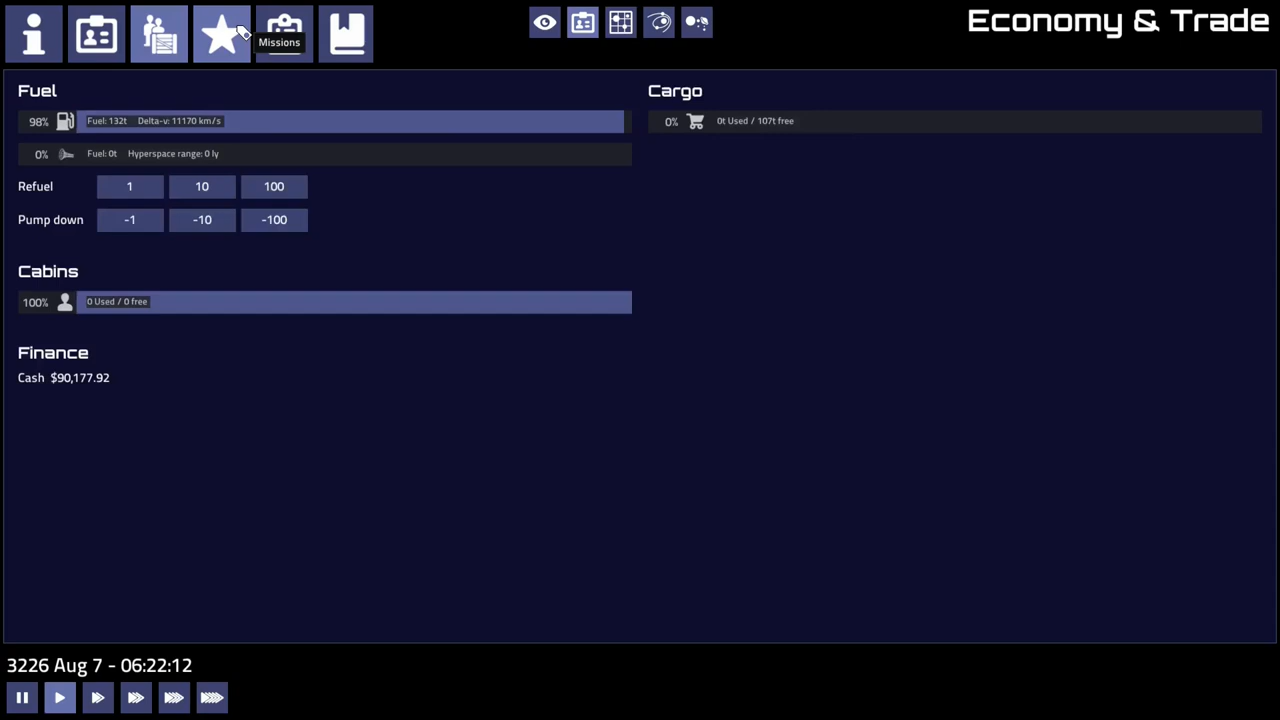 Missions
Economy & Trade
Fuel
98% Fuel: 132t Delta-v: 11170 km/s
0% Fuel: 0t Hyperspace range: 0 ly
Refuel 1 10 100
Pump down -1 -10 -100
Cabins
100% 0 Used / 0 free
Finance
Cash $90,177.92
Cargo
0% 0t Used / 107t free
3226 Aug 7 - 06:22:12